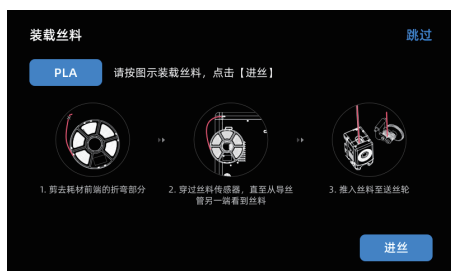 装载丝料
跳过
PLA
请按图示装载丝料，点击【进丝】
1. 剪去耗材前端的折弯部分
2. 穿过丝料传感器，直至从导丝
管另一端看到丝料
3. 推入丝料至送丝轮
进丝